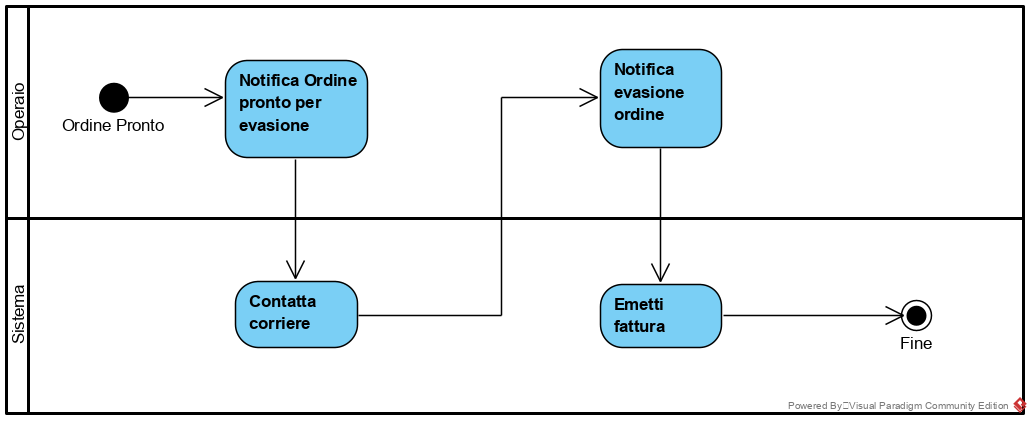 Operaio
Ordine Pronto
Notifica Ordine
pronto per
evasione
Notifica
evasione
ordine
Sistema
Contatta
corriere
Emetti
fattura
Fine
Powered By Visual Paradigm Community Edition